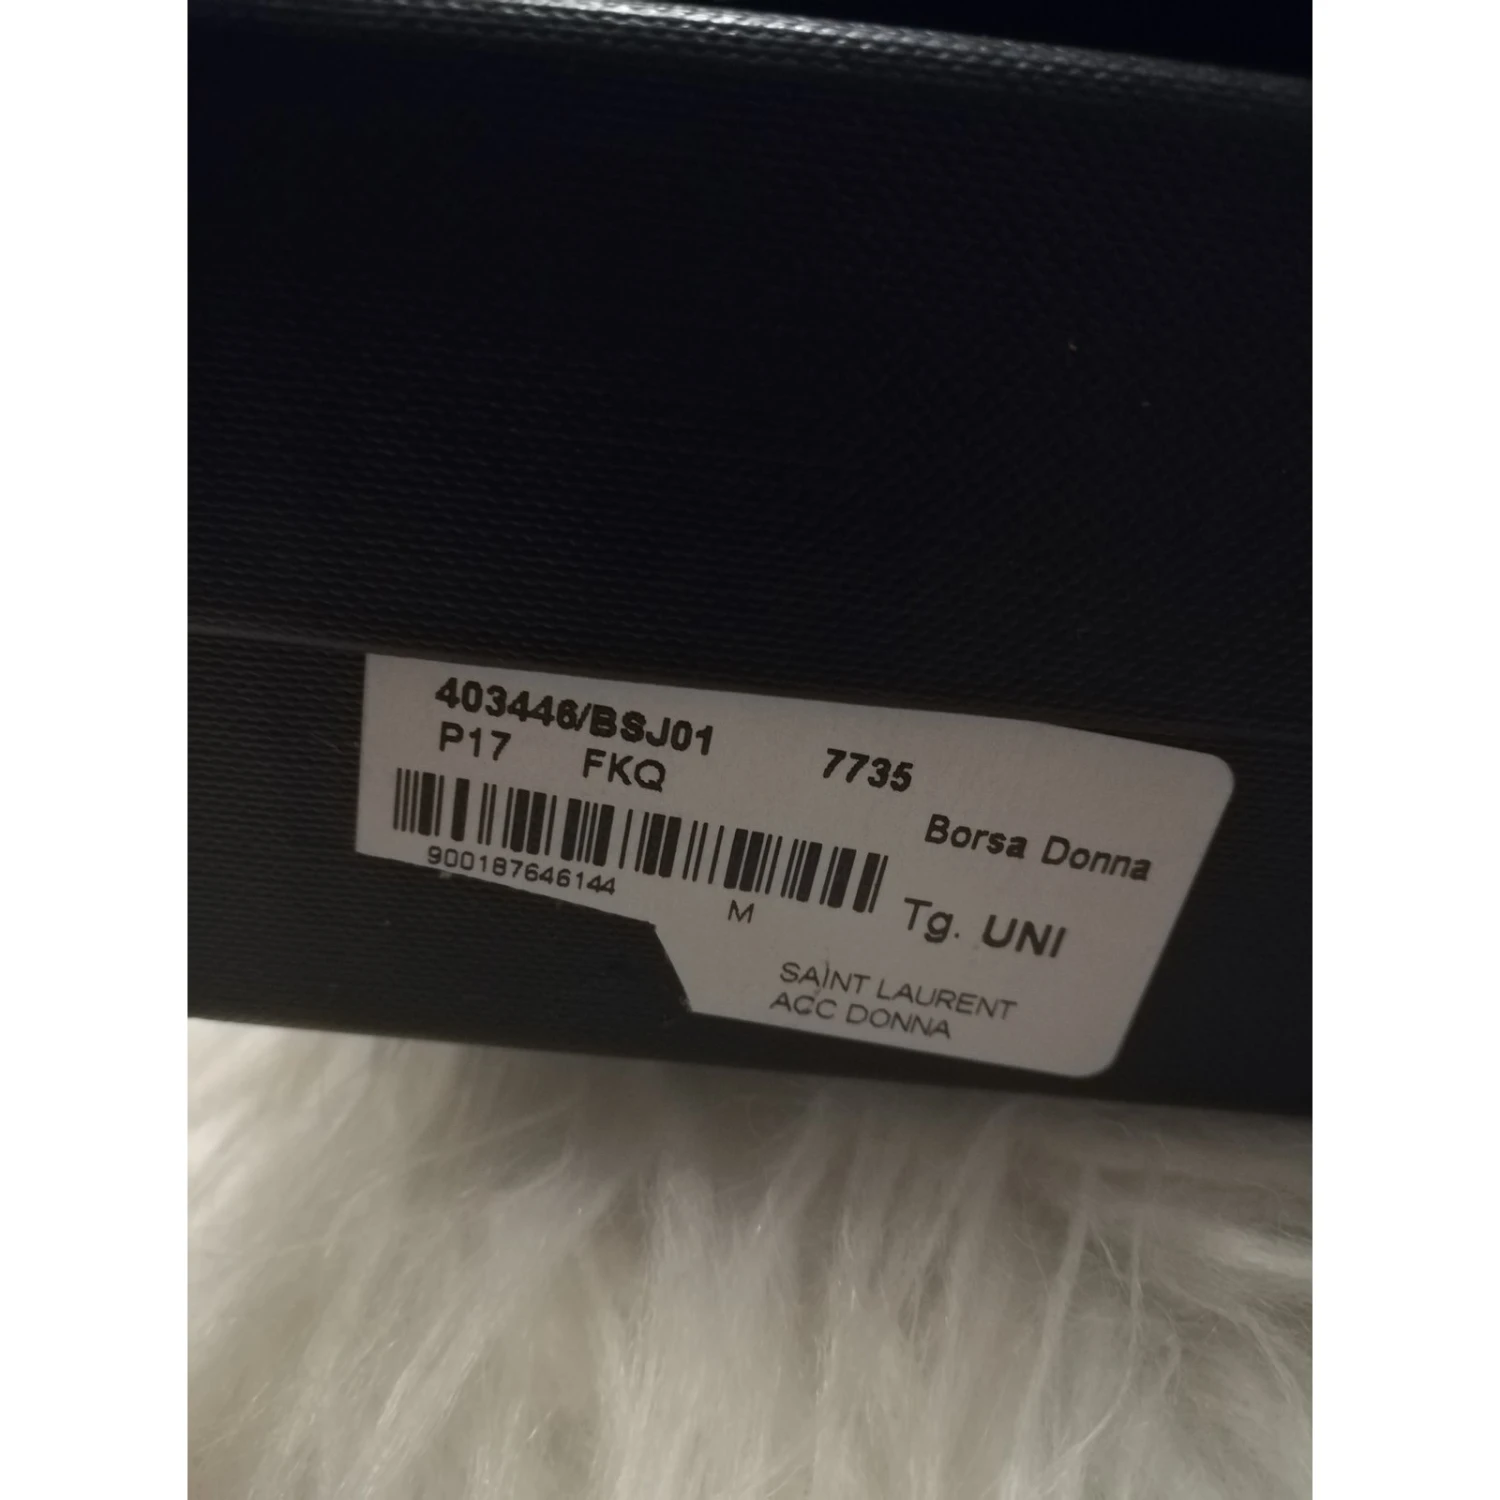 403446/BSJ01 7735
P17 FKQ
Borsa Donna
900187646144
M
Tg. UNI
SAINT LAURENT
ACC DONNA